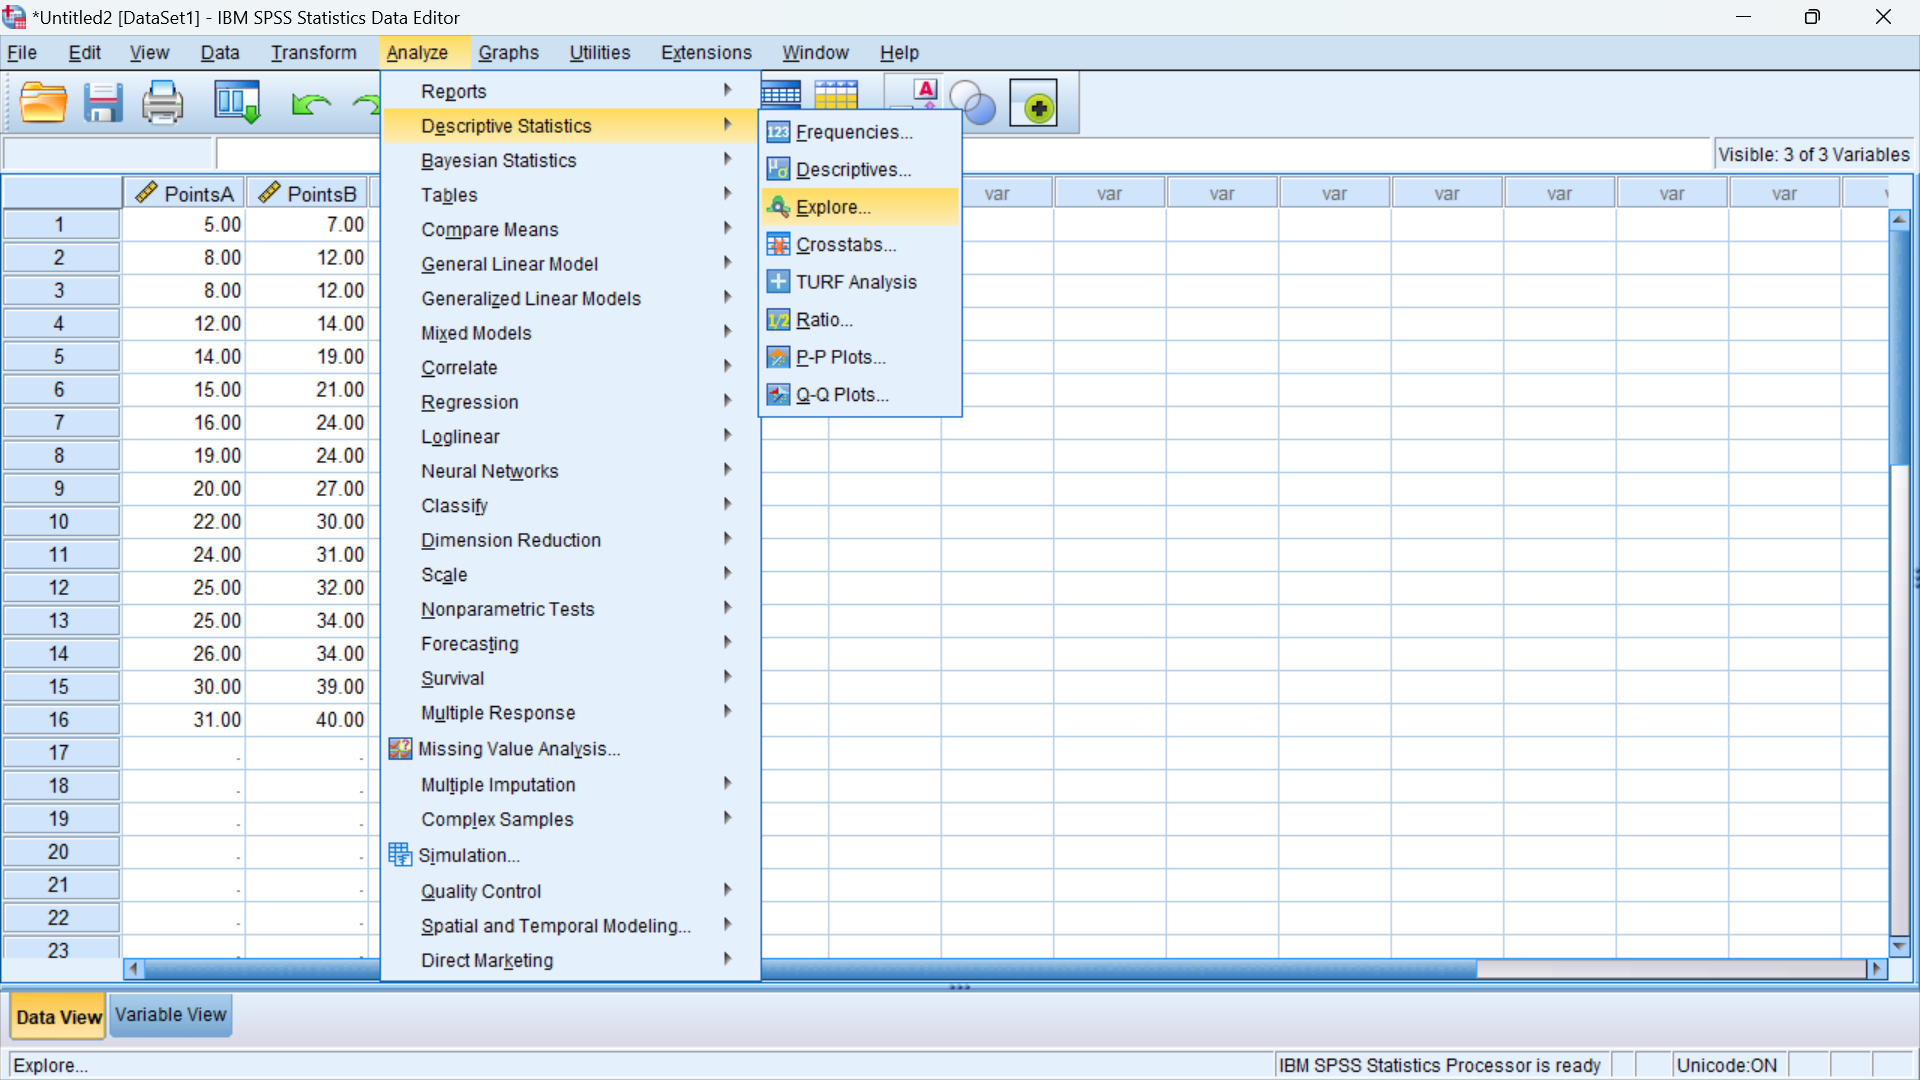 *Untitled2 [DataSet1] - IBM SPSS Statistics Data Editor
File Edit View Data Transform Analyze Graphs Utilities Extensions Window Help
Visible: 3 of 3 Variables
PointsA PointsB var var var var var var var var
1 5.00 7.00
2 8.00 12.00
3 8.00 12.00
4 12.00 14.00
5 14.00 19.00
6 15.00 21.00
7 16.00 24.00
8 19.00 24.00
9 20.00 27.00
10 22.00 30.00
11 24.00 31.00
12 25.00 32.00
13 25.00 34.00
14 26.00 34.00
15 30.00 39.00
16 31.00 40.00
17 . .
18 . .
19 . .
20 . .
21 . .
22 . .
23 . .
Reports
Descriptive Statistics
Bayesian Statistics
Tables
Compare Means
General Linear Model
Generalized Linear Models
Mixed Models
Correlate
Regression
Loglinear
Neural Networks
Classify
Dimension Reduction
Scale
Nonparametric Tests
Forecasting
Survival
Multiple Response
Missing Value Analysis...
Multiple Imputation
Complex Samples
Simulation...
Quality Control
Spatial and Temporal Modeling...
Direct Marketing
123 Frequencies...
Descriptives...
Explore...
Crosstabs...
TURF Analysis
1/2 Ratio...
P-P Plots...
Q-Q Plots...
A
Data View Variable View
Explore... IBM SPSS Statistics Processor is ready Unicode:ON